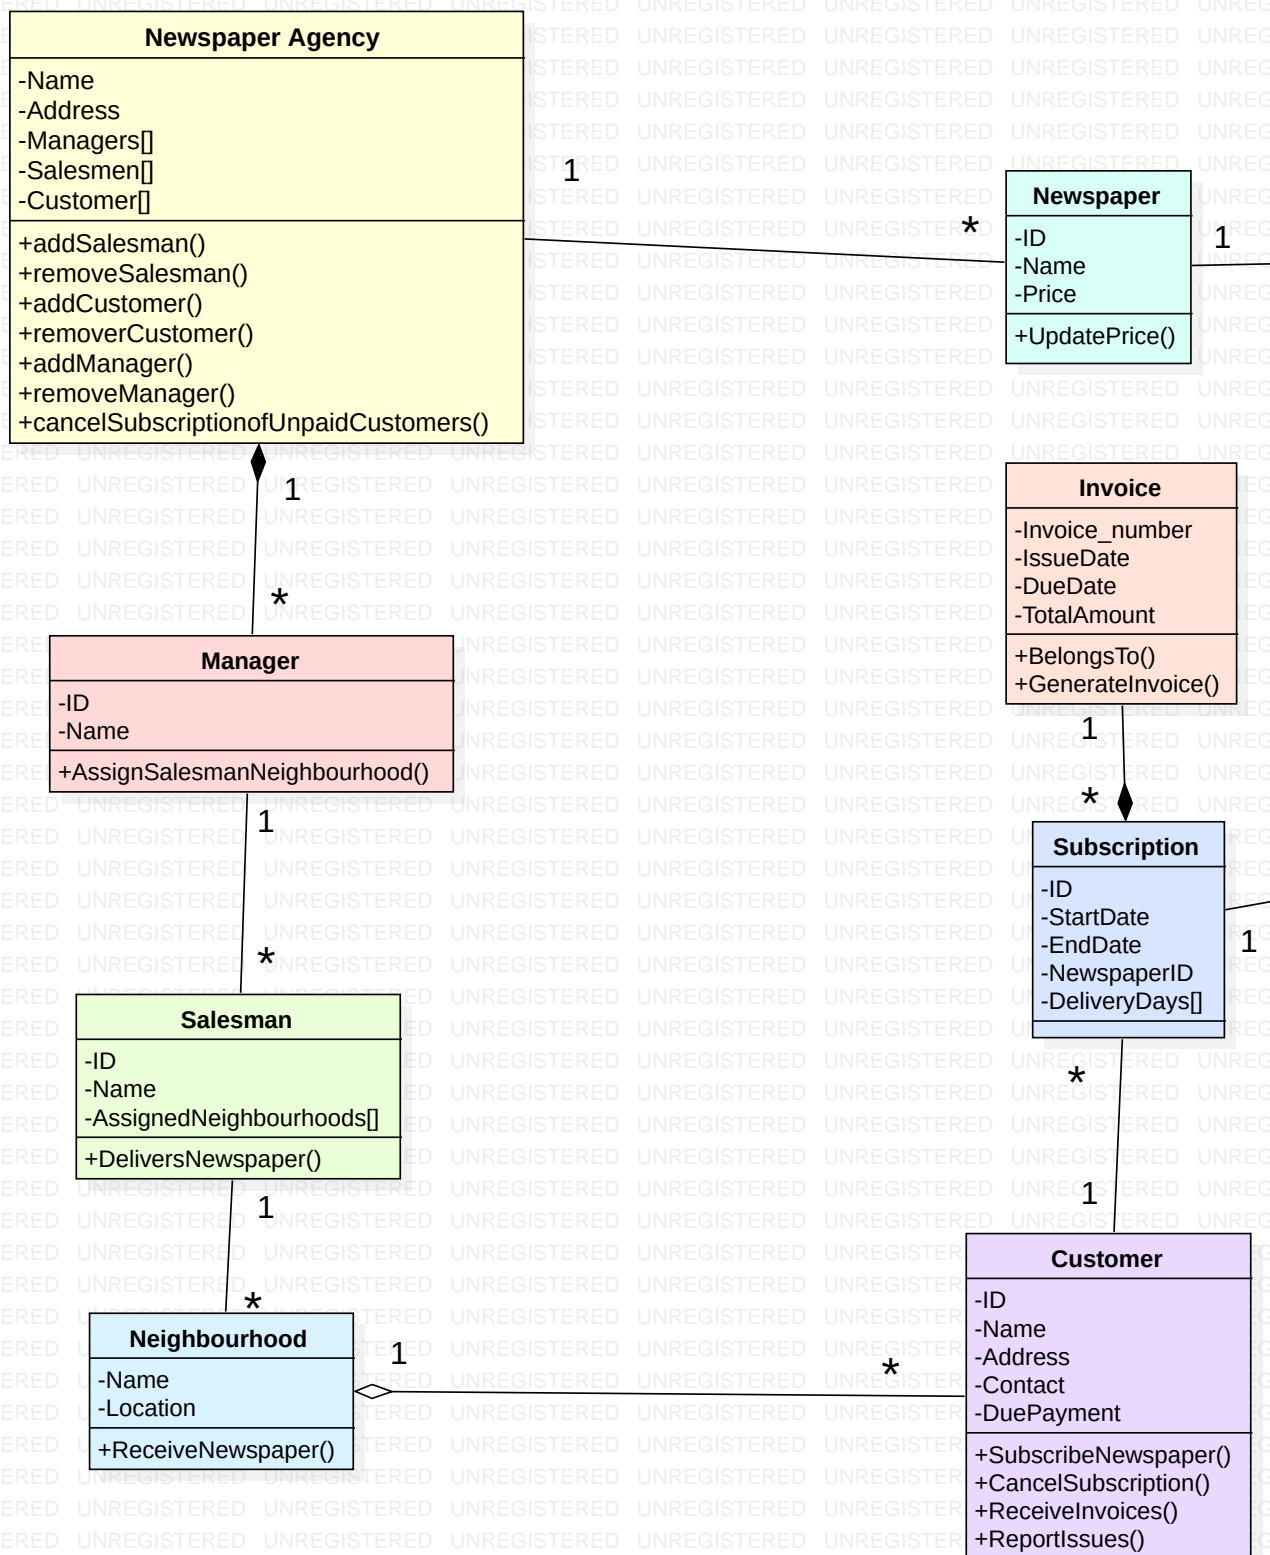 Newspaper Agency
-Name
-Address
-Managers[]
-Salesmen[]
-Customer[]
+addSalesman()
+removeSalesman()
+addCustomer()
+removerCustomer()
+addManager()
+removeManager()
+cancelSubscriptionofUnpaidCustomers()
1
*
Newspaper
-ID
-Name
-Price
+UpdatePrice()
1
1
*
Manager
-ID
-Name
+AssignSalesmanNeighbourhood()
1
*
Salesman
-ID
-Name
-AssignedNeighbourhoods[]
+DeliversNewspaper()
1
*
Neighbourhood
-Name
-Location
+ReceiveNewspaper()
1
*
Invoice
-Invoice_number
-IssueDate
-DueDate
-TotalAmount
+BelongsTo()
+GenerateInvoice()
1
*
Subscription
-ID
-StartDate
-EndDate
-NewspaperID
-DeliveryDays[]
1
*
1
Customer
-ID
-Name
-Address
-Contact
-DuePayment
+SubscribeNewspaper()
+CancelSubscription()
+ReceiveInvoices()
+ReportIssues()
UNREGISTERED